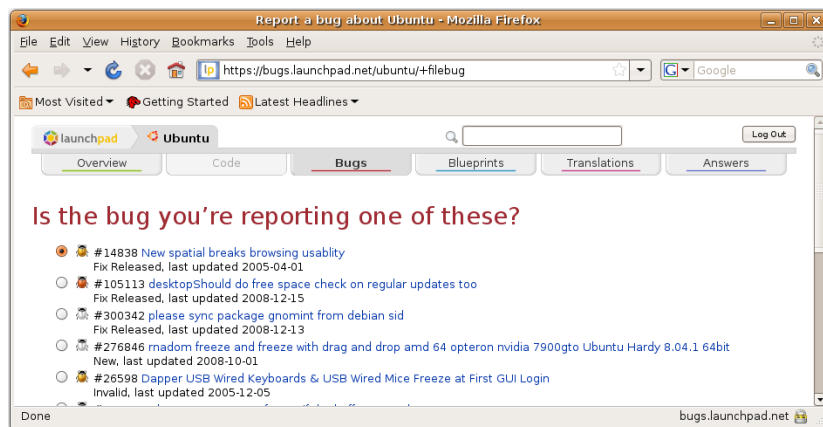 Report a bug about Ubuntu - Mozilla Firefox
File Edit View History Bookmarks Tools Help
lp https://bugs.launchpad.net/ubuntu/+filebug G Google
Most Visited Getting Started Latest Headlines
launchpad Ubuntu Log Out
Overview Code Bugs Blueprints Translations Answers
Is the bug you're reporting one of these?
#14838 New spatial breaks browsing usablity
Fix Released, last updated 2005-04-01
#105113 desktopShould do free space check on regular updates too
Fix Released, last updated 2008-12-15
#300342 please sync package gnomint from debian sid
Fix Released, last updated 2008-12-13
#276846 rnadom freeze and freeze with drag and drop amd 64 opteron nvidia 7900gto Ubuntu Hardy 8.04.1 64bit
New, last updated 2008-10-01
#26598 Dapper USB Wired Keyboards & USB Wired Mice Freeze at First GUI Login
Invalid, last updated 2005-12-05
Done bugs.launchpad.net